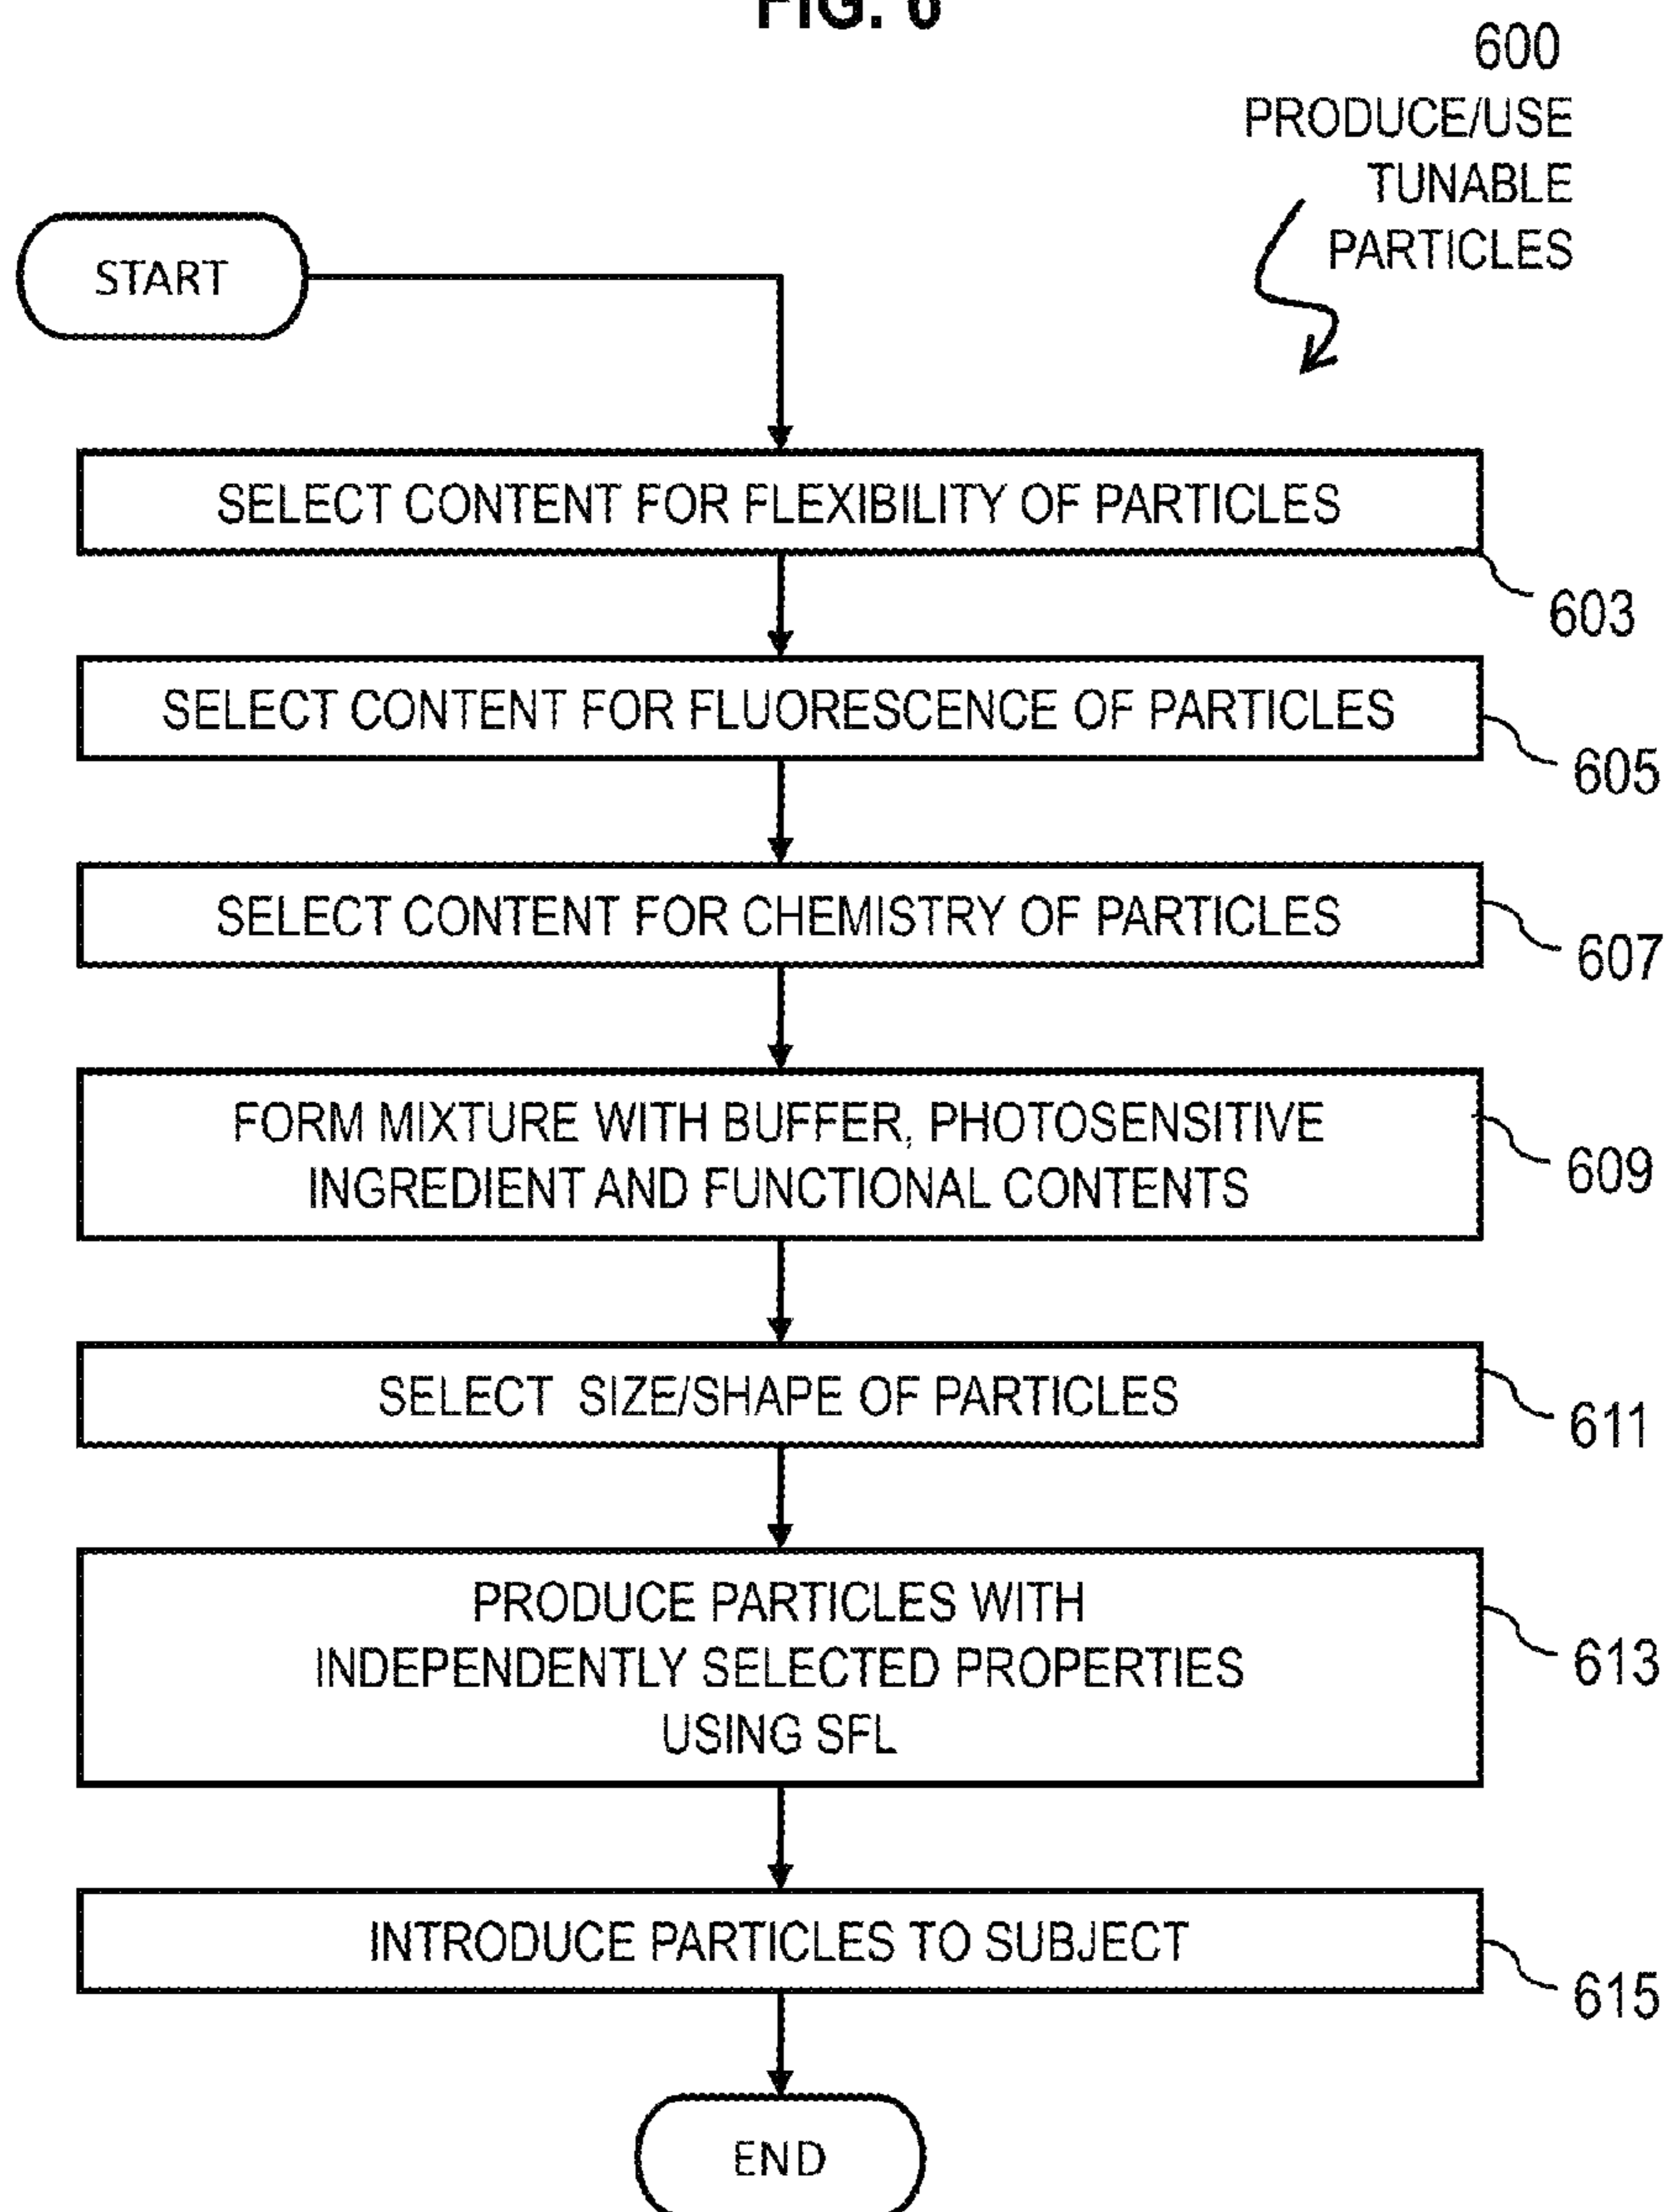 FIG. 6
600
PRODUCE/USE
TUNABLE
PARTICLES
START
SELECT CONTENT FOR FLEXIBILITY OF PARTICLES
603
SELECT CONTENT FOR FLUORESCENCE OF PARTICLES
605
SELECT CONTENT FOR CHEMISTRY OF PARTICLES
607
FORM MIXTURE WITH BUFFER, PHOTOSENSITIVE
INGREDIENT AND FUNCTIONAL CONTENTS
609
SELECT SIZE/SHAPE OF PARTICLES
611
PRODUCE PARTICLES WITH
INDEPENDENTLY SELECTED PROPERTIES
USING SFL
613
INTRODUCE PARTICLES TO SUBJECT
615
END